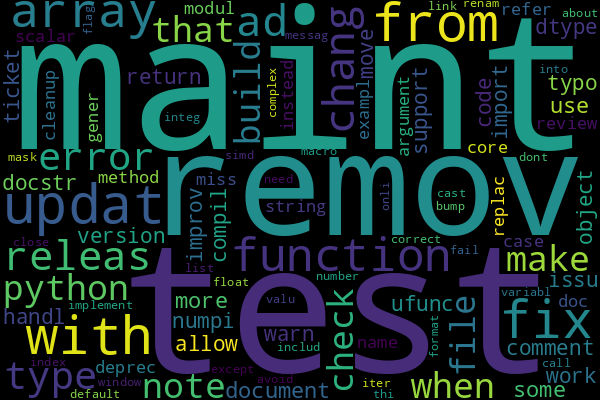 array
flag
modul
that
ad
messag
from
link
renam
about
refer
scalar
dtype
into
ticket
cleanup
gener
return
build
complex
instead
chang
move
exampl
argument
support
code
import
typo
use
review
maint
integ
simd
macro
dont
core
mask
error
docstr
method
miss
need
string
onli
remov
cast
bump
replac
object
updat
improv
compil
version
correct
case
close
list
function
fail
releas
make
issu
python
implement
float
number
variabl
doc
more
valu
ufunc
handl
with
numpi
warn
check
format
file
fix
allow
includ
name
comment
index
deprec
test
call
work
type
window
note
except
avoid
iter
when
some
default
document
thi